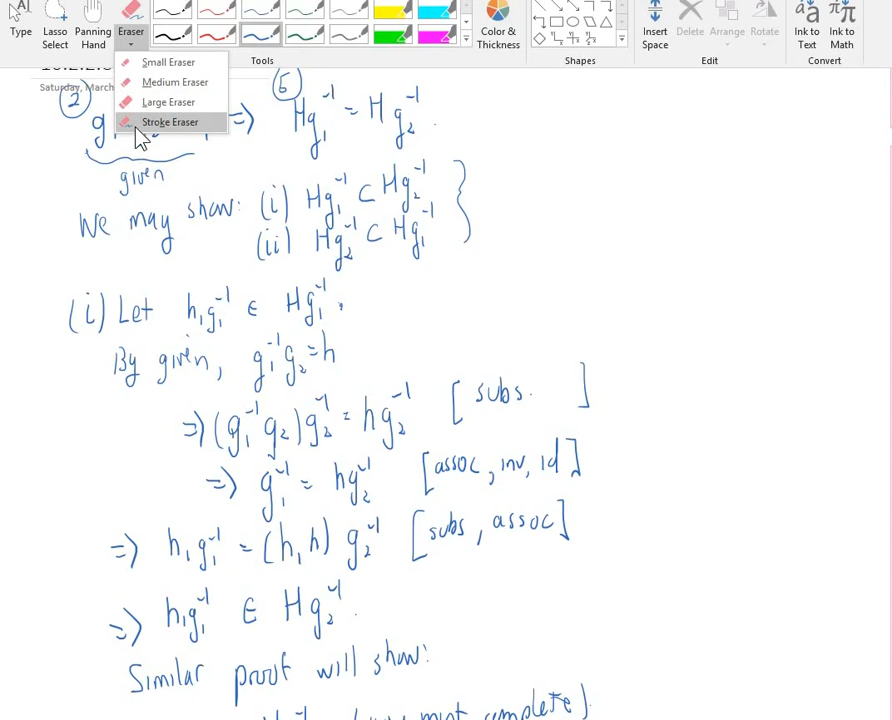 Type
Lasso Select
Panning Hand
Eraser
Color & Thickness
Insert Space
Delete
Arrange
Rotate
Ink to Text
Ink to Math
Tools
Shapes
Edit
Convert
Small Eraser
Medium Eraser
Large Eraser
Stroke Eraser
Saturday, March
② ⇒ ⑤ Hg₁⁻¹ = Hg₂⁻¹.
given
We may show: (i) Hg₁⁻¹ ⊂ Hg₂⁻¹
(ii) Hg₂⁻¹ ⊂ Hg₁⁻¹
(i) Let h₁g₁⁻¹ ∈ Hg₁⁻¹.
By given, g₁⁻¹g₂ = h
⇒ (g₁⁻¹g₂)g₂⁻¹ = hg₂⁻¹ [subs. ]
⇒ g₁⁻¹ = hg₂⁻¹ [assoc, inv, id]
⇒ h₁g₁⁻¹ = (h₁h) g₂⁻¹ [subs, assoc]
⇒ h₁g₁⁻¹ ∈ Hg₂⁻¹.
Similar proof will show:
must complete).